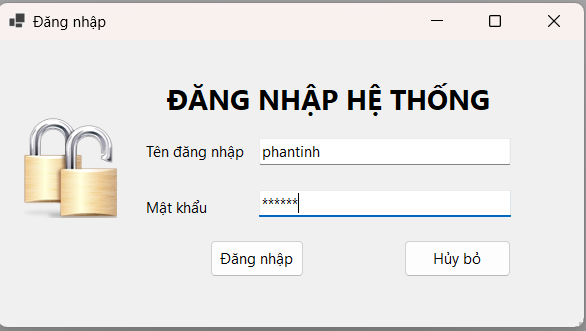 Đăng nhập
ĐĂNG NHẬP HỆ THỐNG
Tên đăng nhập phantinh
Mật khẩu ******
Đăng nhập Hủy bỏ